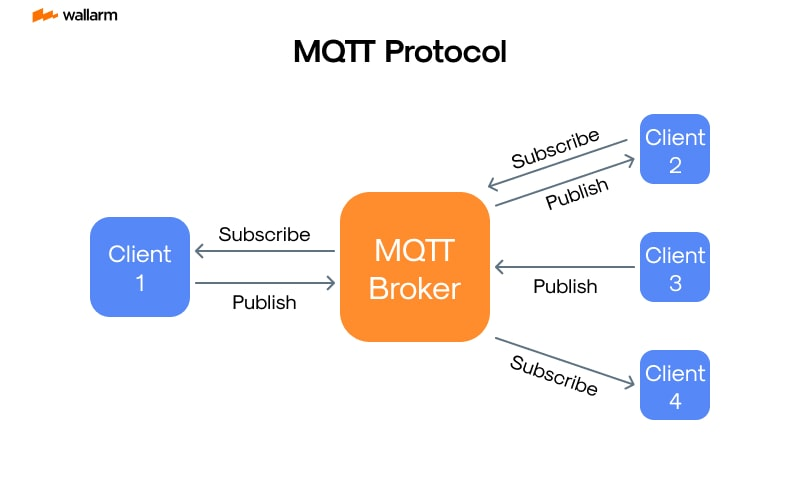 wallarm
MQTT Protocol
Client
1
Subscribe
Publish
MQTT
Broker
Subscribe
Publish
Client
2
Publish
Client
3
Subscribe
Client
4